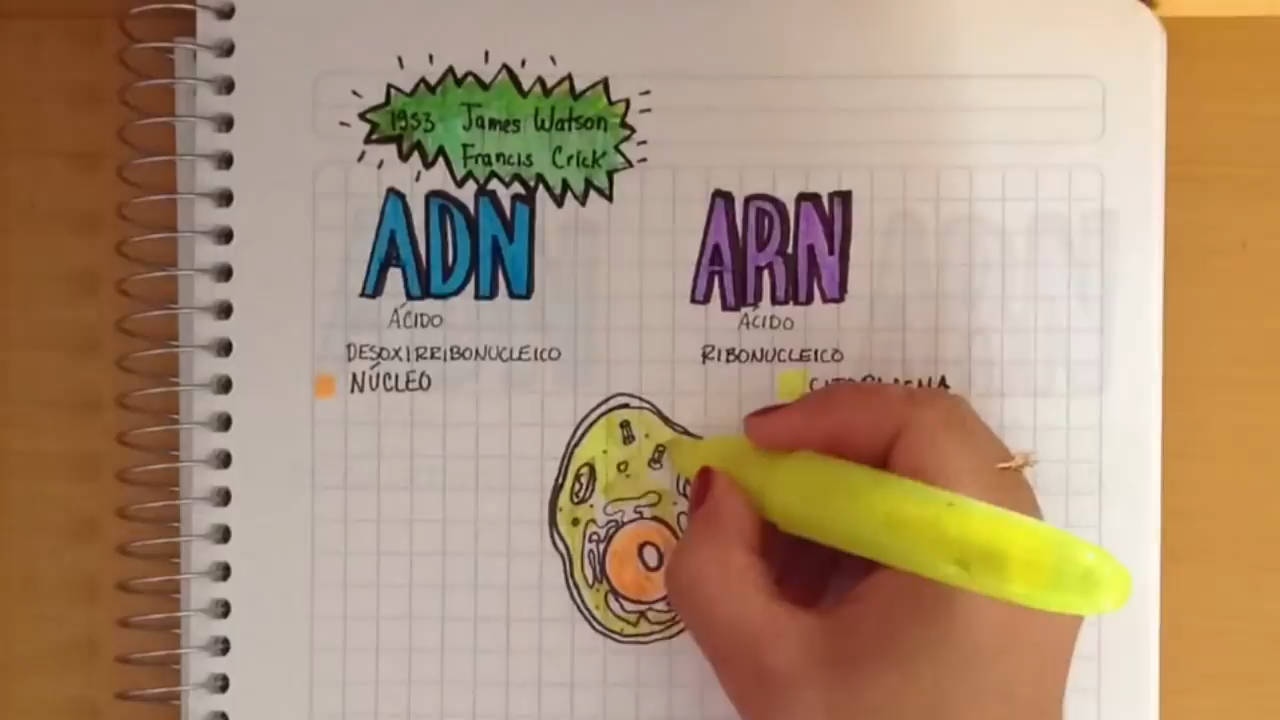 1953 James Watson
Francis Crick
ADN
ÁCIDO
DESOXIRRIBONUCLEICO
NÚCLEO
ARN
ÁCIDO
RIBONUCLEICO